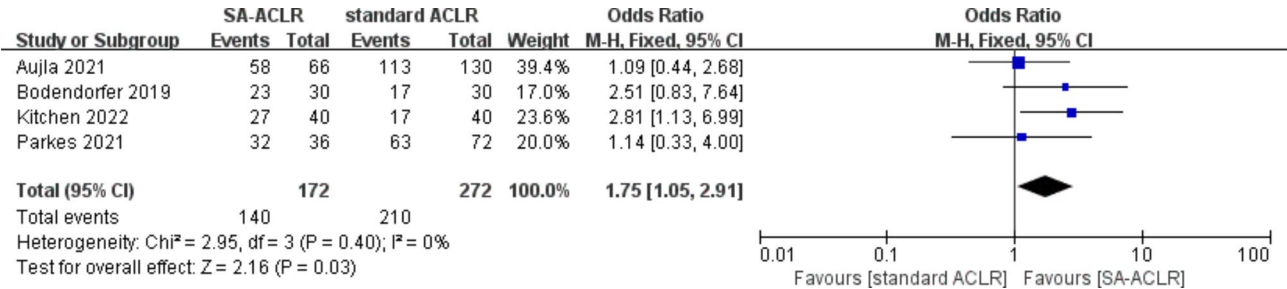 SA-ACLR standard ACLR Odds Ratio Odds Ratio
Study or Subgroup Events Total Events Total Weight M-H, Fixed, 95% CI M-H, Fixed, 95% CI
Aujla 2021 58 66 113 130 39.4% 1.09 [0.44, 2.68]
Bodendorfer 2019 23 30 17 30 17.0% 2.51 [0.83, 7.64]
Kitchen 2022 27 40 17 40 23.6% 2.81 [1.13, 6.99]
Parkes 2021 32 36 63 72 20.0% 1.14 [0.33, 4.00]
Total (95% CI) 172 272 100.0% 1.75 [1.05, 2.91]
Total events 140 210
Heterogeneity: Chi² = 2.95, df = 3 (P = 0.40); I² = 0%
Test for overall effect: Z = 2.16 (P = 0.03)
0.01 0.1 1 10 100
Favours [standard ACLR] Favours [SA-ACLR]